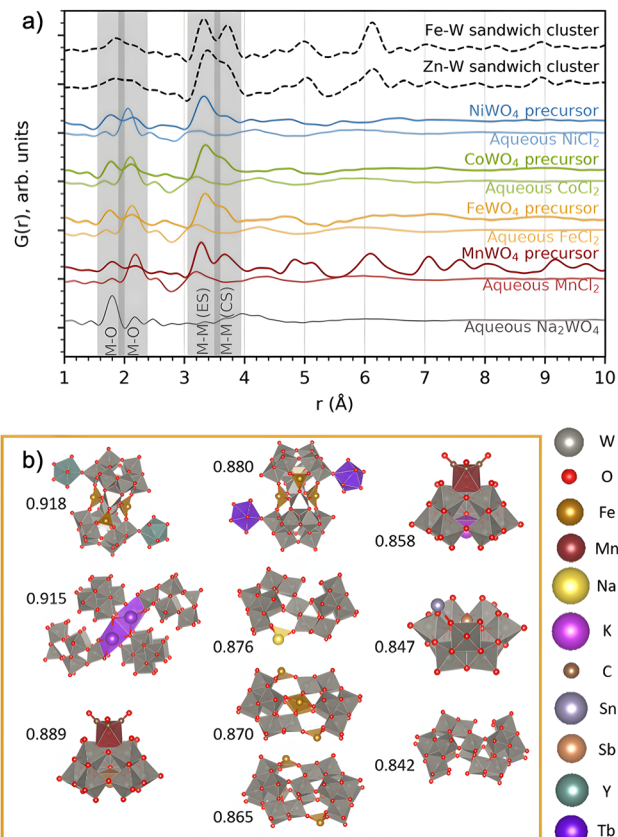 a)
G(r), arb. units
Fe-W sandwich cluster
Zn-W sandwich cluster
NiWO₄ precursor
Aqueous NiCl₂
CoWO₄ precursor
Aqueous CoCl₂
FeWO₄ precursor
Aqueous FeCl₂
MnWO₄ precursor
Aqueous MnCl₂
Aqueous Na₂WO₄
M-O
M-O
M-M (ES)
M-M (CS)
1 2 3 4 5 6 7 8 9 10
r (Å)
b)
0.918
0.880
0.858
0.915
0.876
0.847
0.889
0.870
0.865
0.842
W
O
Fe
Mn
Na
K
C
Sn
Sb
Y
Tb